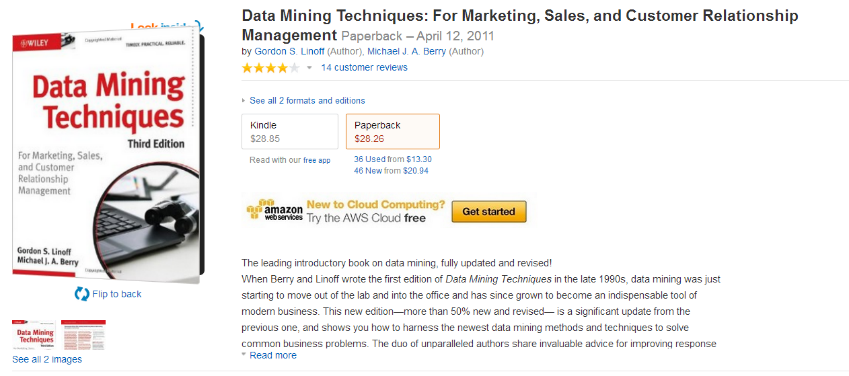 Look inside
WILEY
Copyrighted Material
TIMELY. PRACTICAL. RELIABLE.
Data Mining
Techniques
Third Edition
For Marketing, Sales,
and Customer
Relationship
Management
Gordon S. Linoff
Michael J. A. Berry
Copyrighted Material
Flip to back
Data Mining
Techniques
See all 2 images
Data Mining Techniques: For Marketing, Sales, and Customer Relationship
Management Paperback – April 12, 2011
by Gordon S. Linoff (Author), Michael J. A. Berry (Author)
14 customer reviews
See all 2 formats and editions
Kindle
$28.85
Paperback
$28.26
Read with our free app
36 Used from $13.30
46 New from $20.94
amazon
webservices
New to Cloud Computing?
Try the AWS Cloud free
Get started
The leading introductory book on data mining, fully updated and revised!
When Berry and Linoff wrote the first edition of Data Mining Techniques in the late 1990s, data mining was just
starting to move out of the lab and into the office and has since grown to become an indispensable tool of
modern business. This new edition—more than 50% new and revised— is a significant update from the
previous one, and shows you how to harness the newest data mining methods and techniques to solve
common business problems. The duo of unparalleled authors share invaluable advice for improving response
Read more